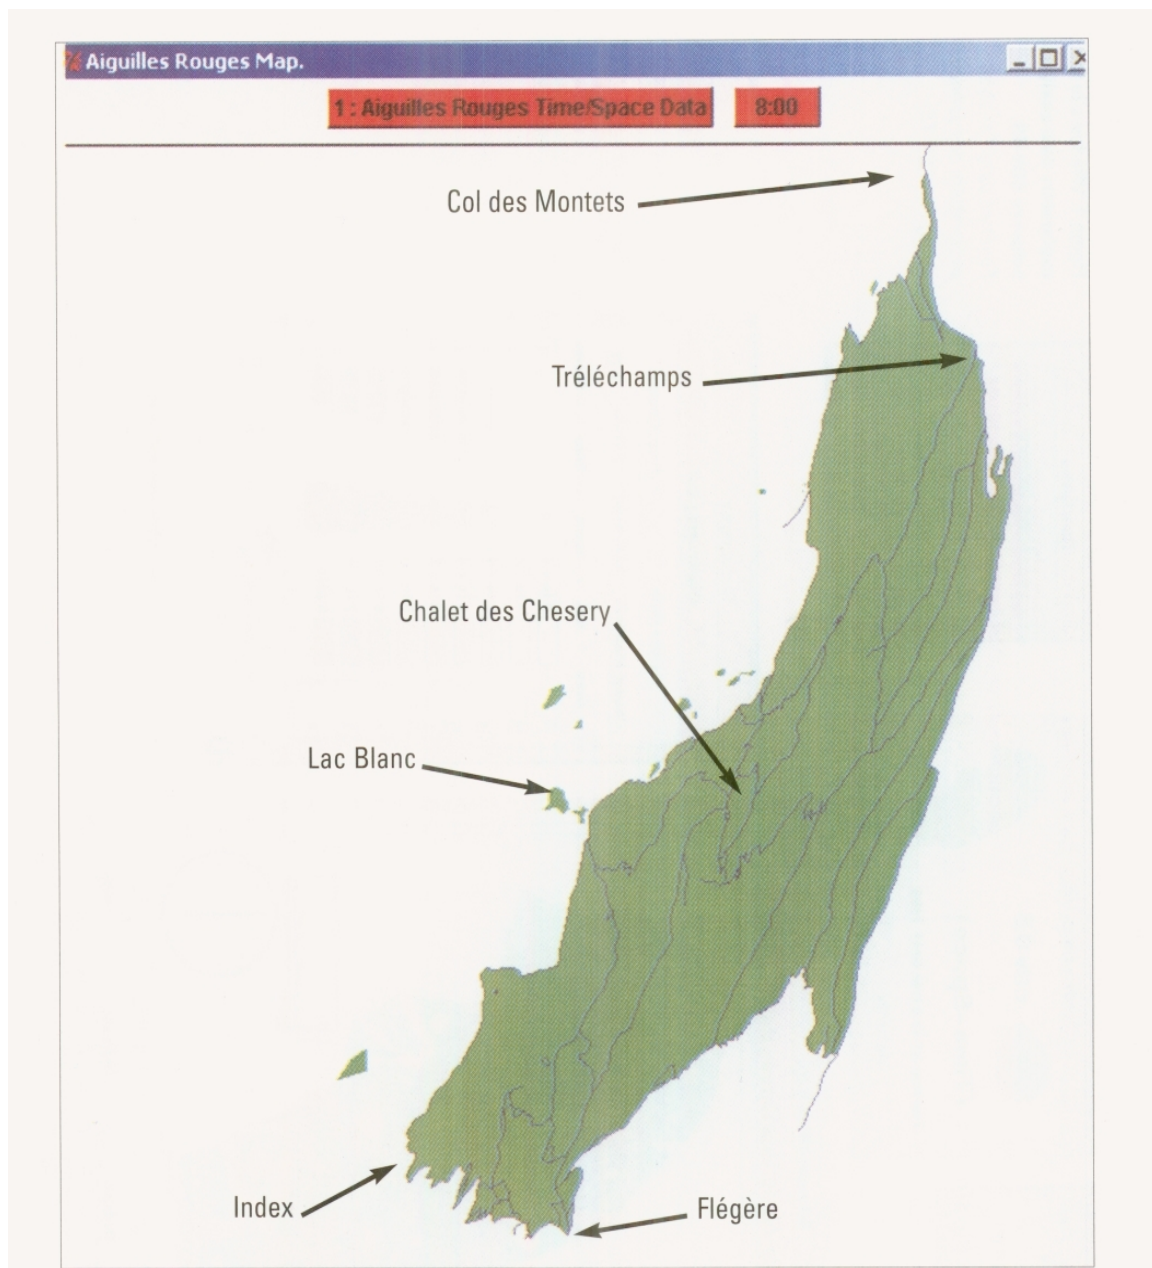 Aiguilles Rouges Map.
1 : Aiguilles Rouges Time/Space Data 8:00
Col des Montets
Tréléchamps
Chalet des Chesery
Lac Blanc
Index
Flégère